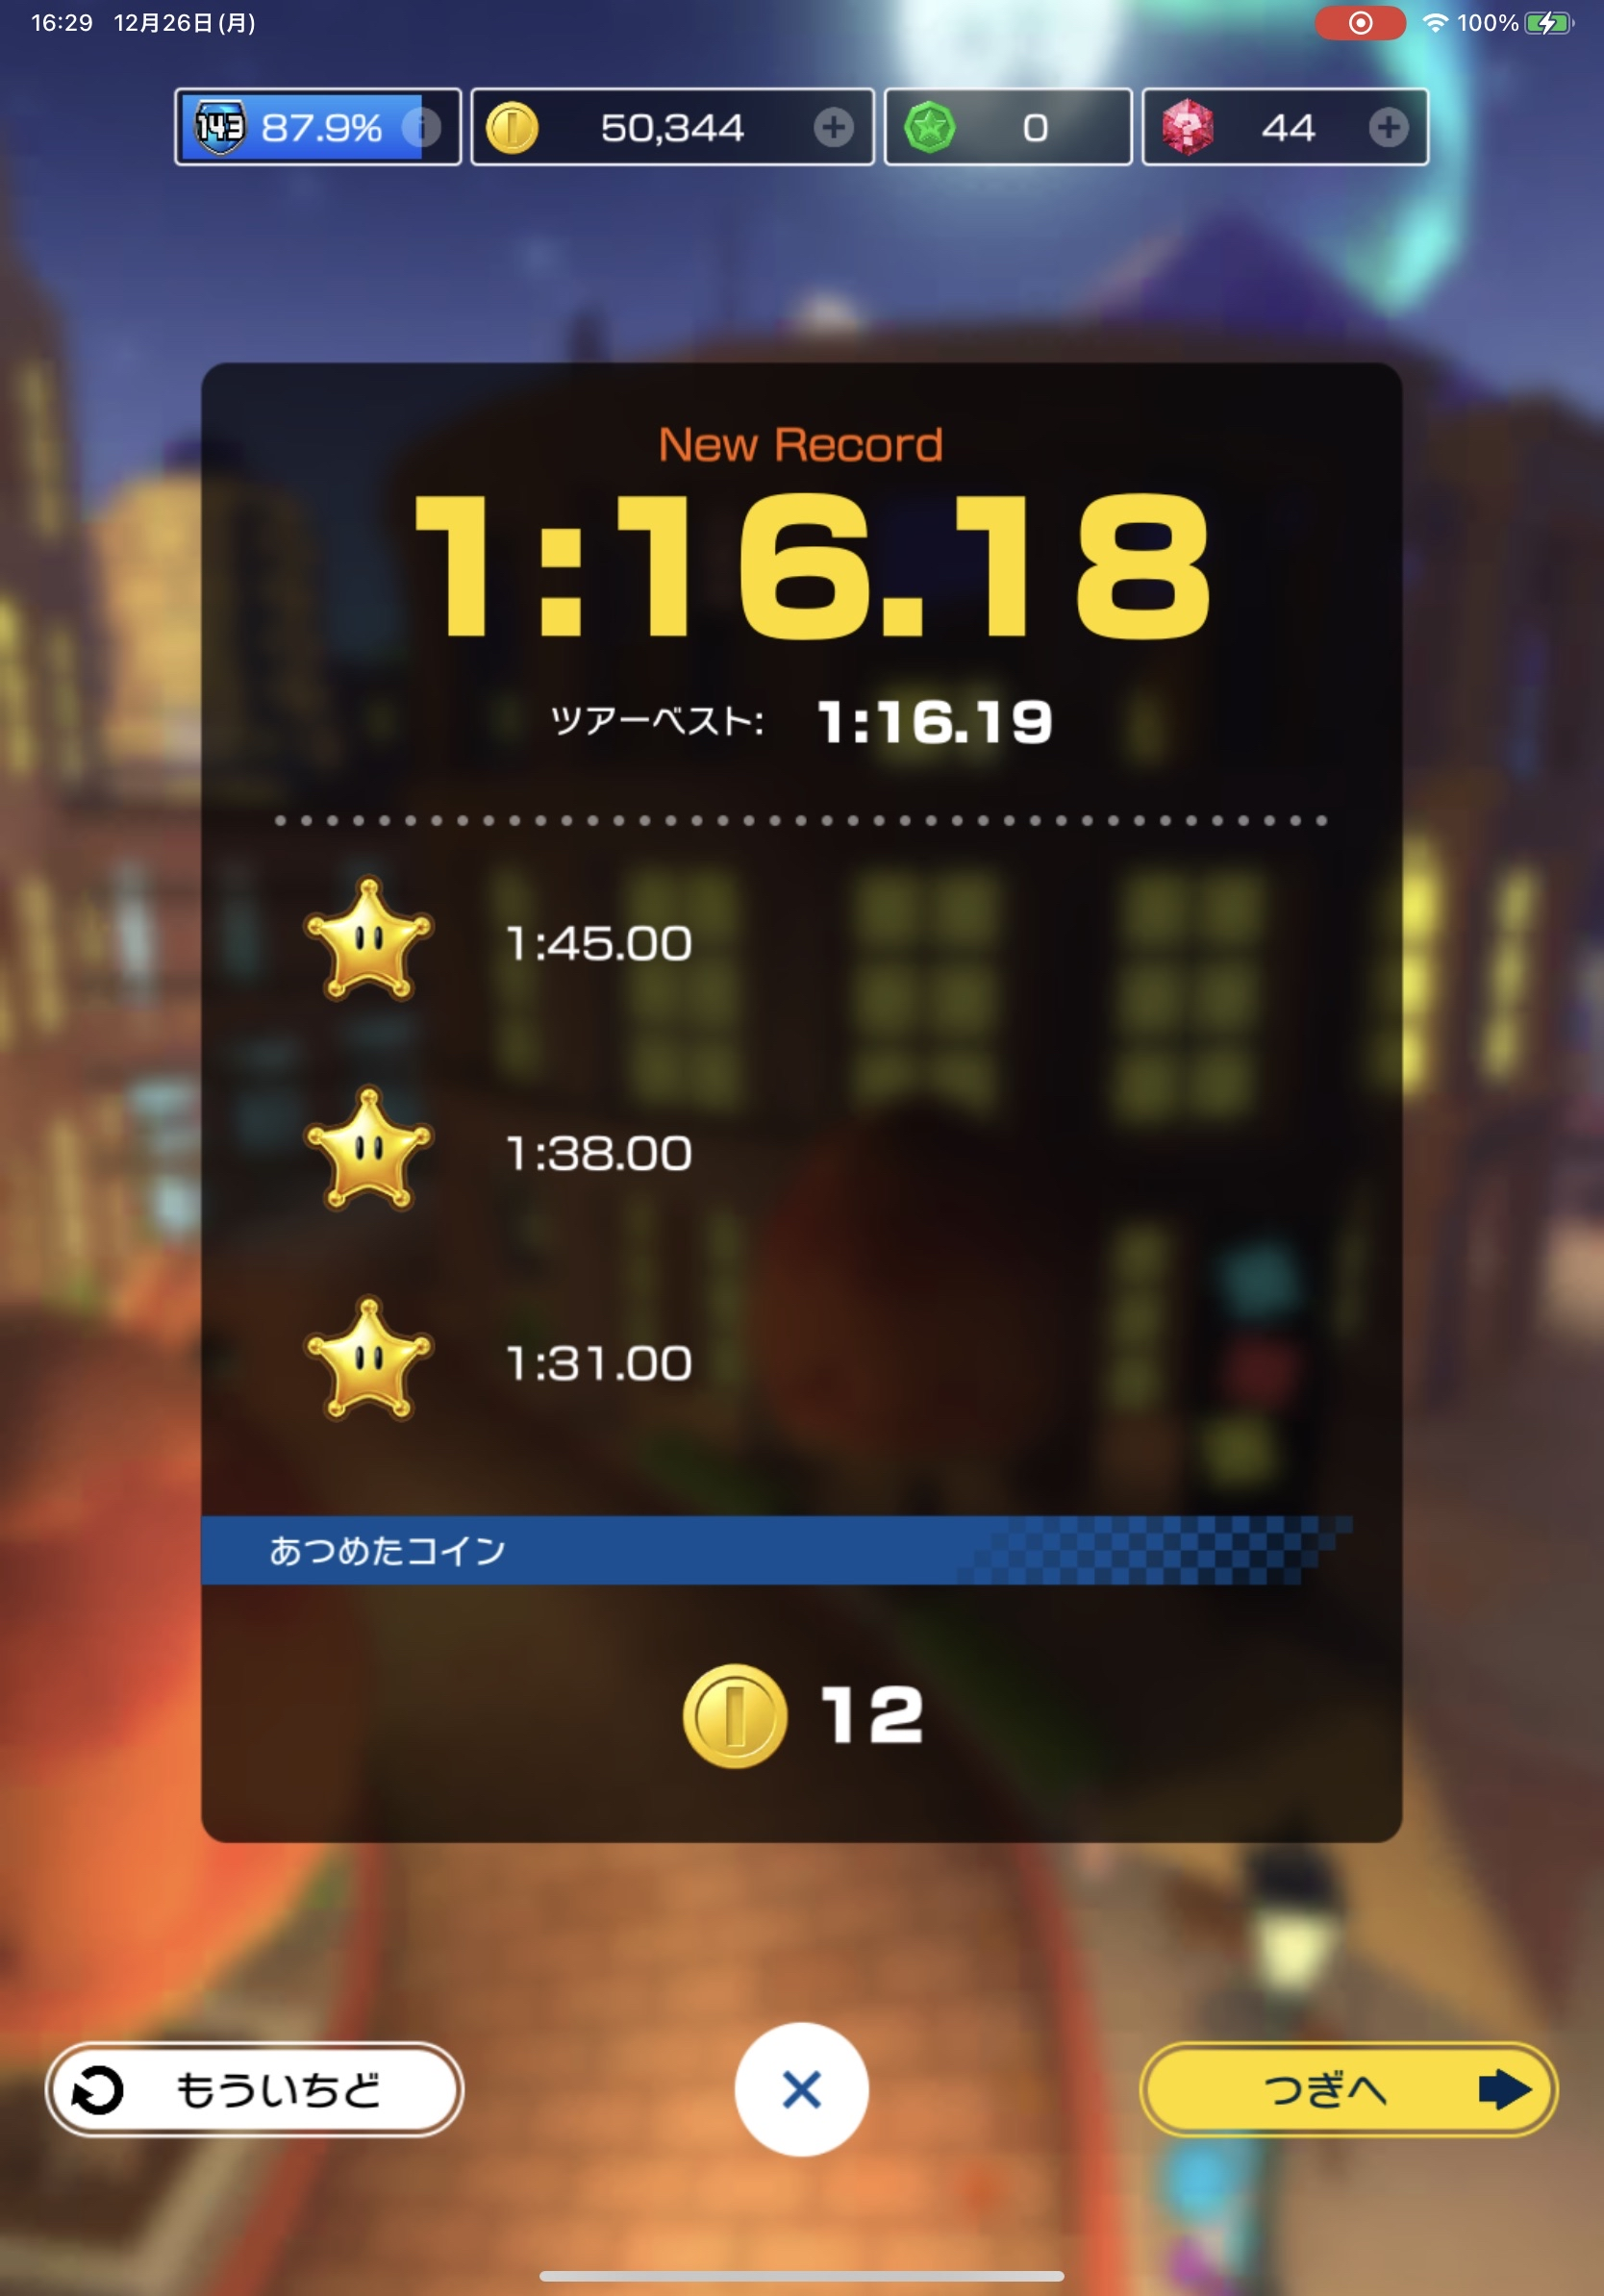 16:29 12月26日(月) 100%
143 87.9% i 50,344 + 0 ? 44 +
New Record
1:16.18
ツアーベスト: 1:16.19
1:45.00
1:38.00
1:31.00
あつめたコイン
12
もういちど × つぎへ